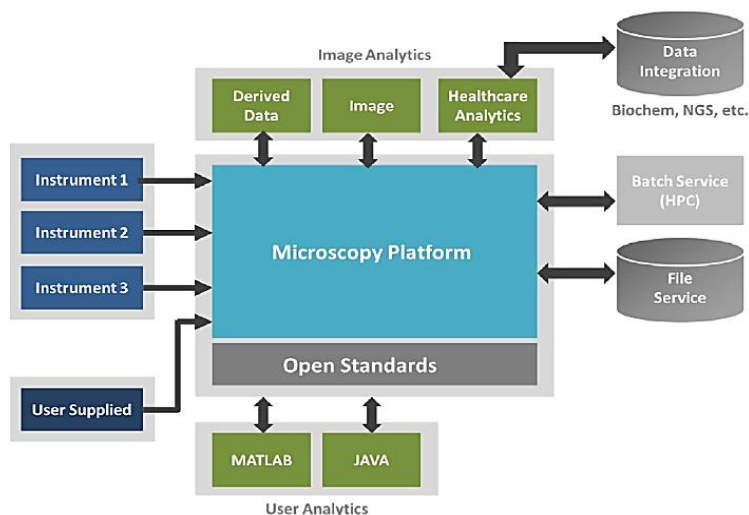 Image Analytics
Derived
Data
Image
Healthcare
Analytics
Data
Integration
Biochem, NGS, etc.
Instrument 1
Instrument 2
Instrument 3
User Supplied
Microscopy Platform
Open Standards
Batch Service
(HPC)
File
Service
MATLAB
JAVA
User Analytics